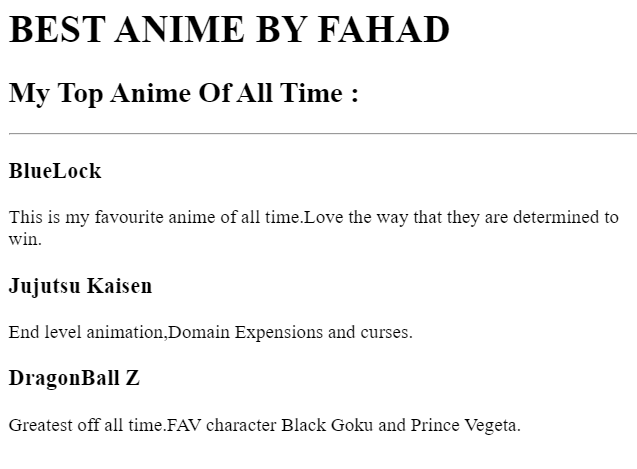 BEST ANIME BY FAHAD
My Top Anime Of All Time :
BlueLock
This is my favourite anime of all time.Love the way that they are determined to
win.
Jujutsu Kaisen
End level animation,Domain Expensions and curses.
DragonBall Z
Greatest off all time.FAV character Black Goku and Prince Vegeta.